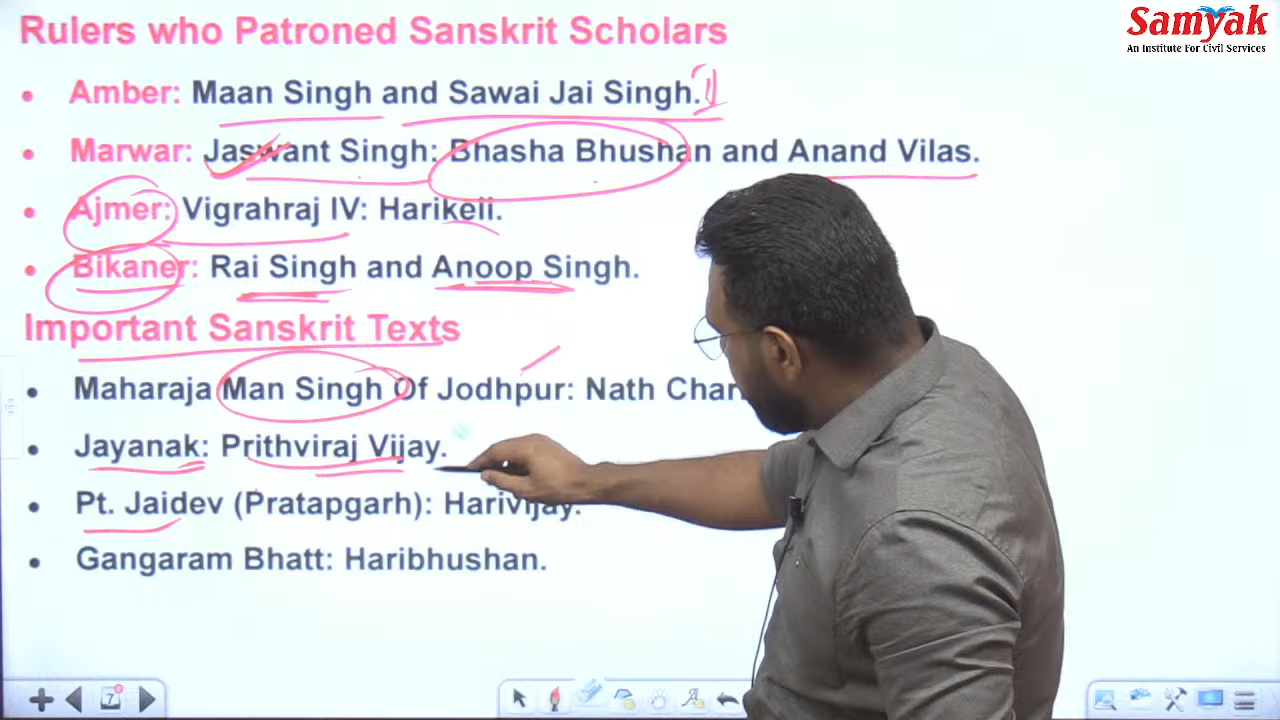 Rulers who Patroned Sanskrit Scholars
Samyak
An Institute For Civil Services
• Amber: Maan Singh and Sawai Jai Singh. II
• Marwar: Jaswant Singh: Bhasha Bhushan and Anand Vilas.
• Ajmer: Vigrahraj IV: Harikeli.
• Bikaner: Rai Singh and Anoop Singh.
Important Sanskrit Texts
• Maharaja Man Singh Of Jodhpur: Nath
• Jayanak: Prithviraj Vijay.
• Pt. Jaidev (Pratapgarh): Harivijay.
• Gangaram Bhatt: Haribhushan.
7